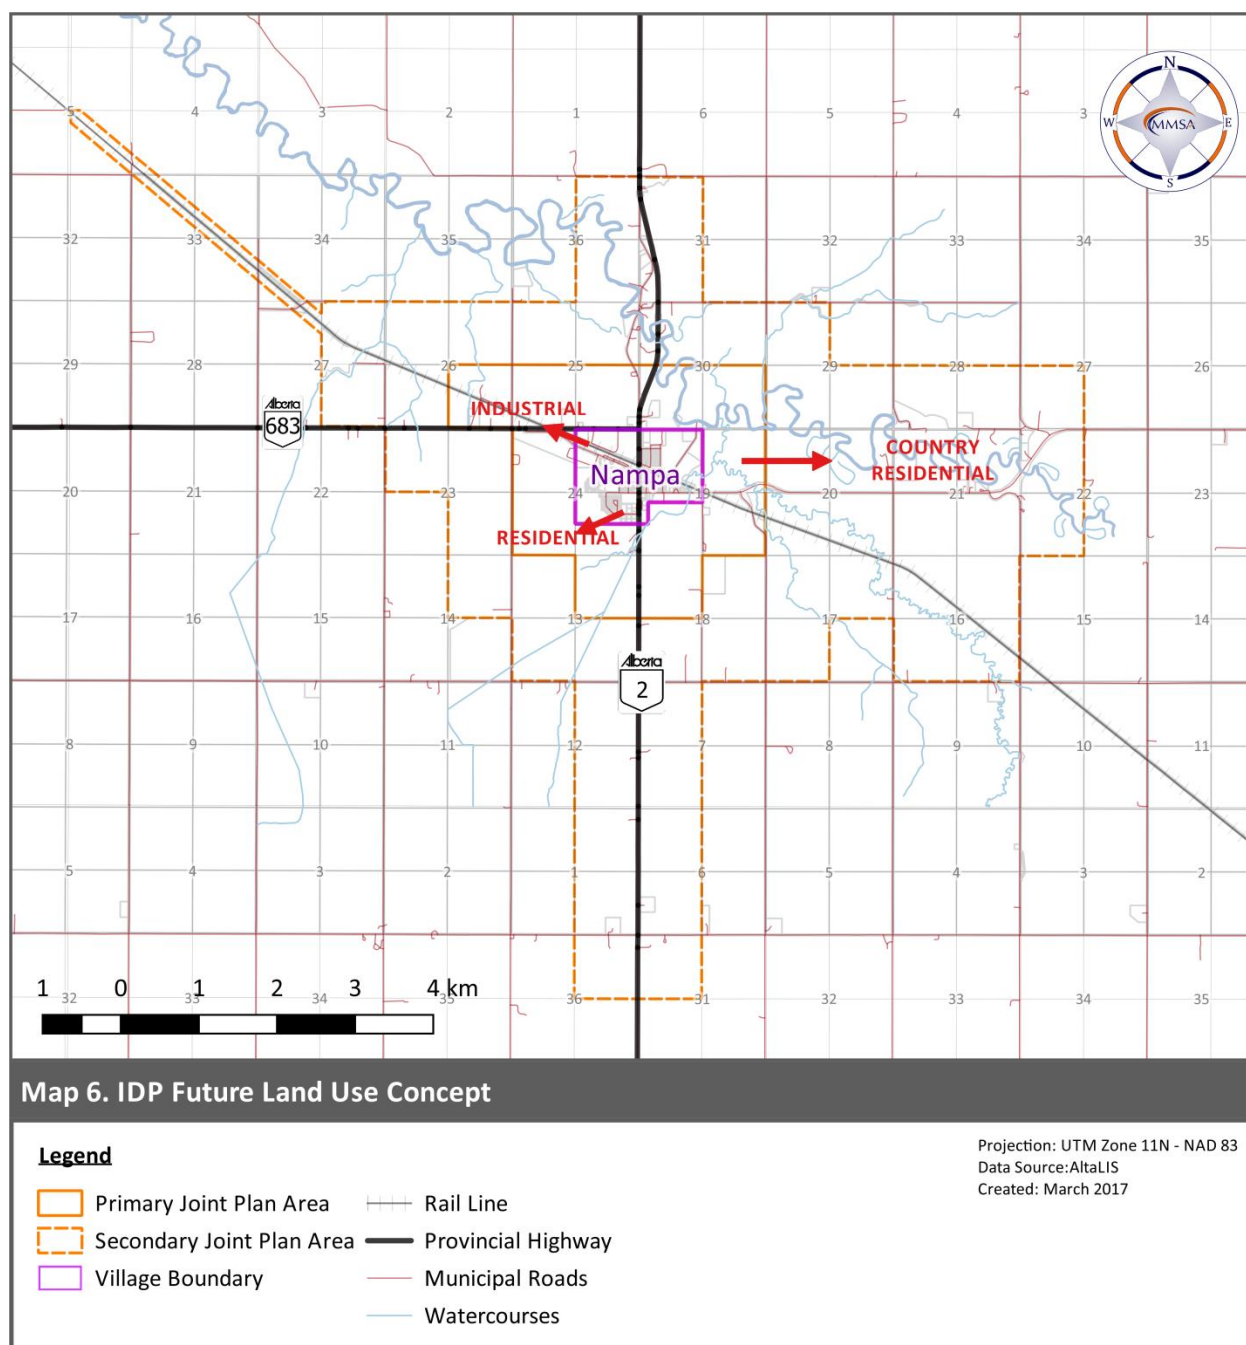 N
W
MMSA
E
S
5 4 3 2 1 6 5 4 3
32 33 34 35 36 31 32 33 34 35
29 28 27 26 25 30 29 28 27 26
Alberta
683
INDUSTRIAL
COUNTRY
RESIDENTIAL
Nampa
20 21 22 23 24 19 20 21 22 23
RESIDENTIAL
17 16 15 14 13 18 17 16 15 14
Alberta
2
8 9 10 11 12 7 8 9 10 11
5 4 3 2 1 6 5 4 3 2
1 0 1 2 3 4 km
32 33 34 35 36 31 32 33 34 35
Map 6. IDP Future Land Use Concept
Legend
Primary Joint Plan Area
Secondary Joint Plan Area
Village Boundary
Rail Line
Provincial Highway
Municipal Roads
Watercourses
Projection: UTM Zone 11N - NAD 83
Data Source:AltaLIS
Created: March 2017